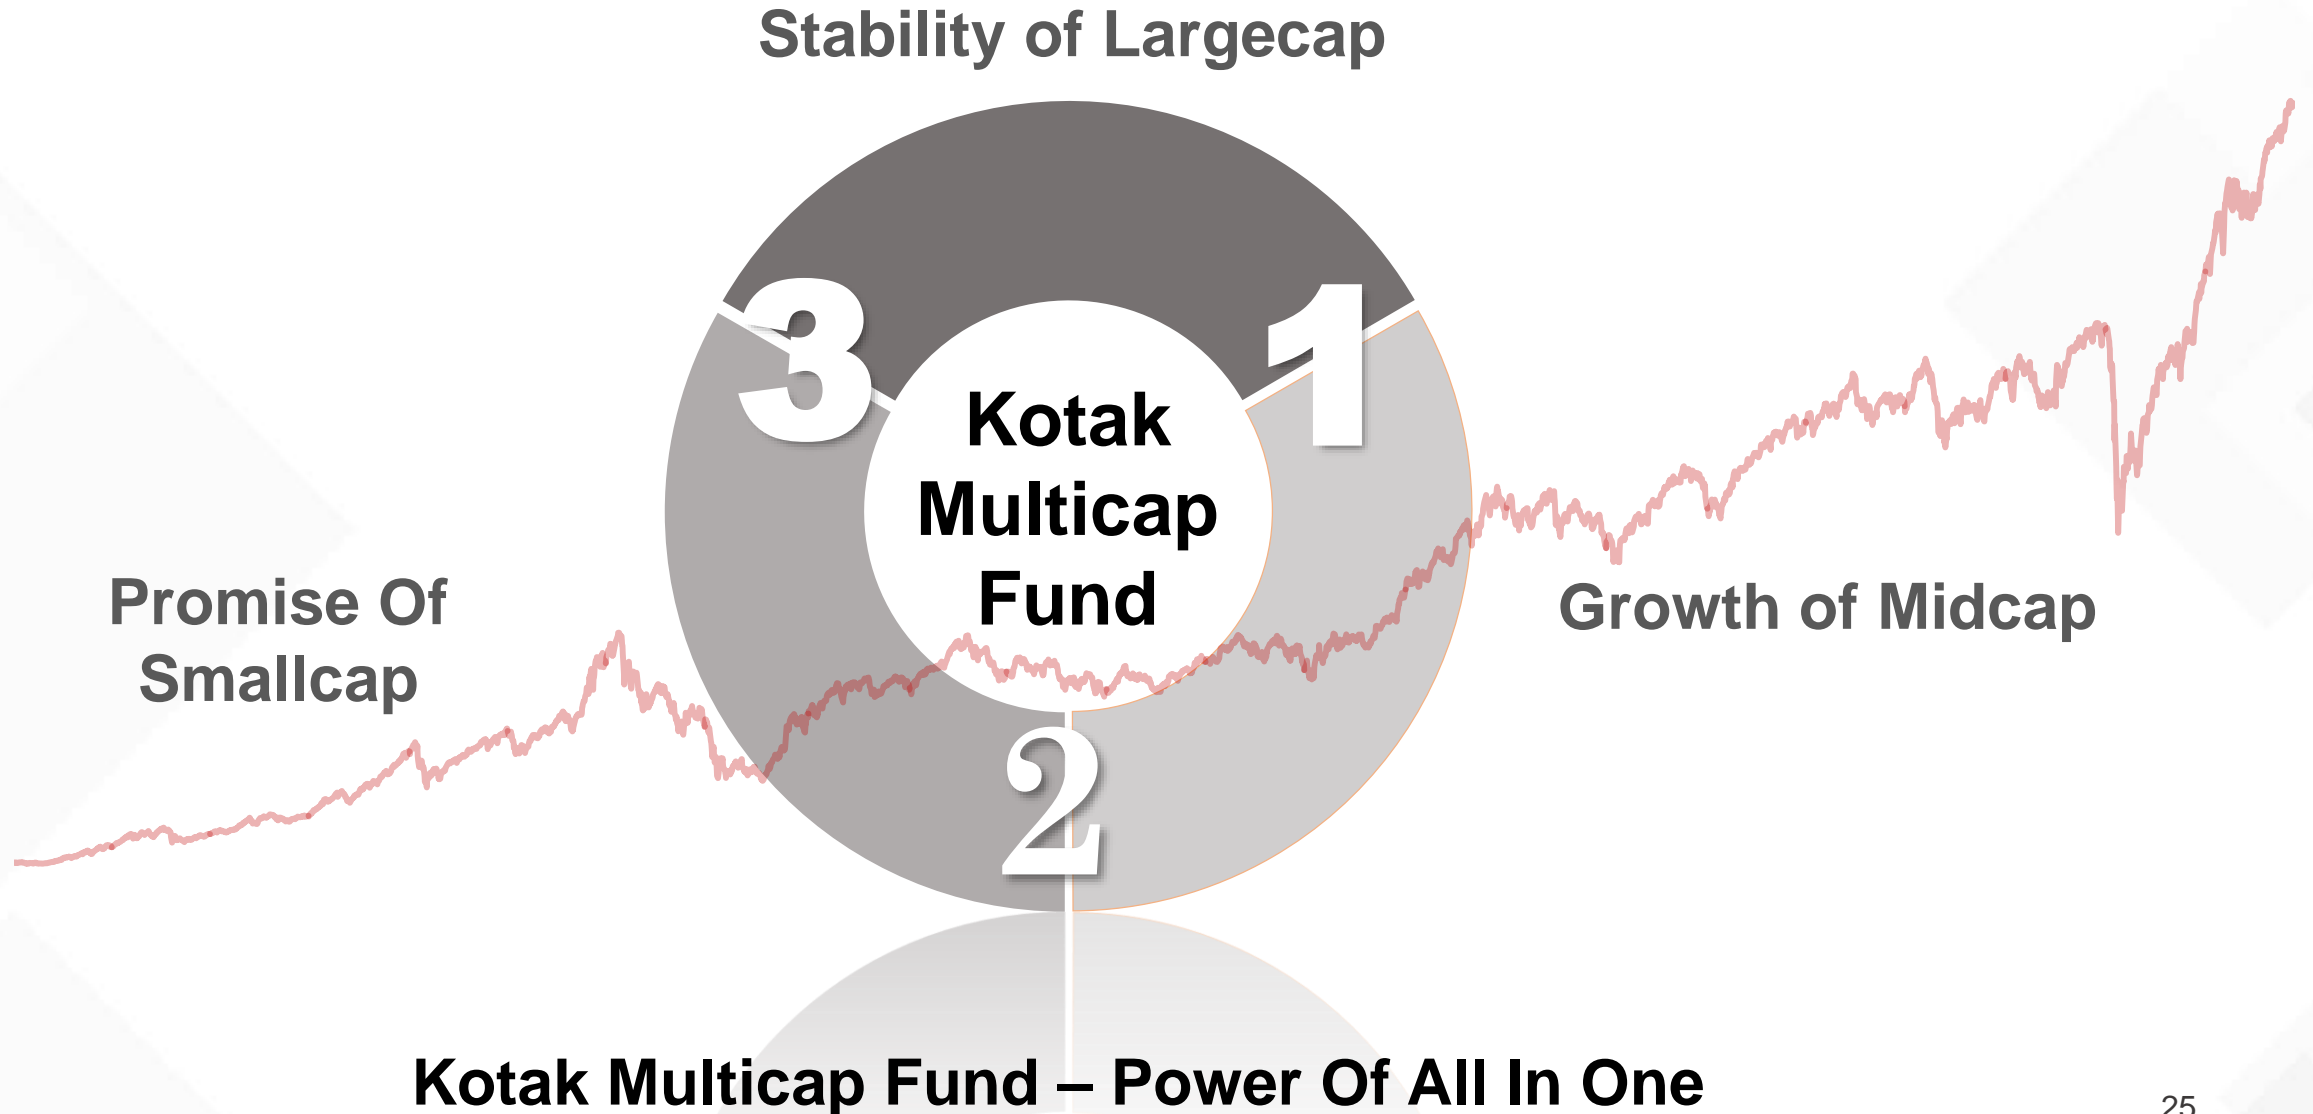 Stability of Largecap
3
1
Kotak
Multicap
Fund
Promise Of
Smallcap
Growth of Midcap
2
Kotak Multicap Fund – Power Of All In One
25